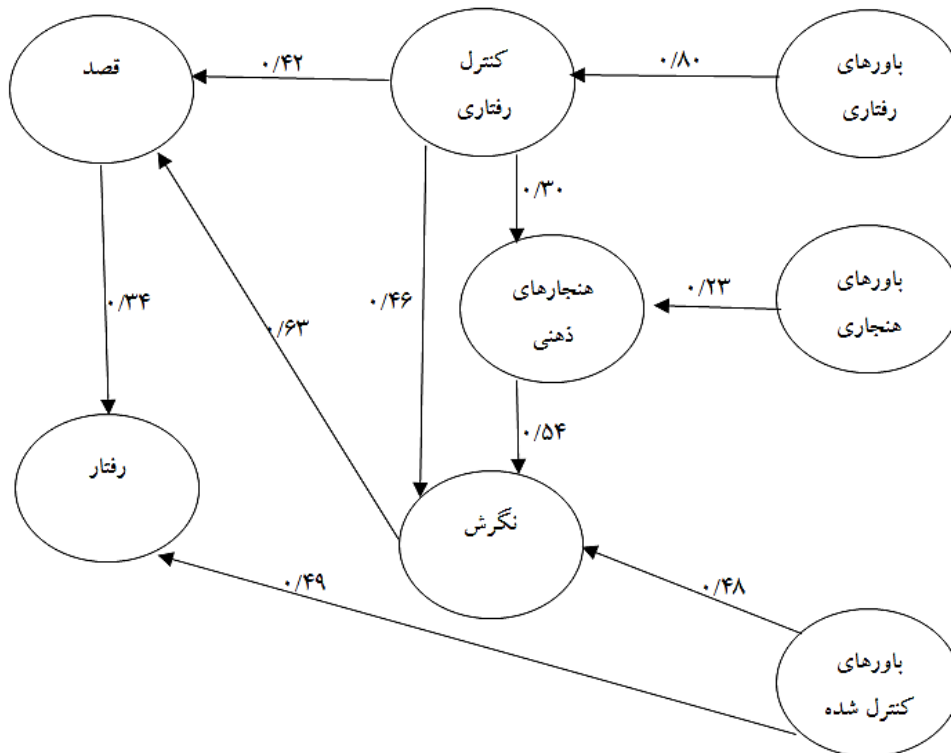 باورهای
رفتاری
۰/۸۰
کنترل
رفتاری
۰/۴۲
قصد
۰/۳۰
۰/۴۶
باورهای
هنجاری
۰/۲۳
هنجارهای
ذهنی
۰/۳۴
۰/۶۳
۰/۵۴
رفتار
نگرش
۰/۴۸
۰/۴۹
باورهای
کنترل شده